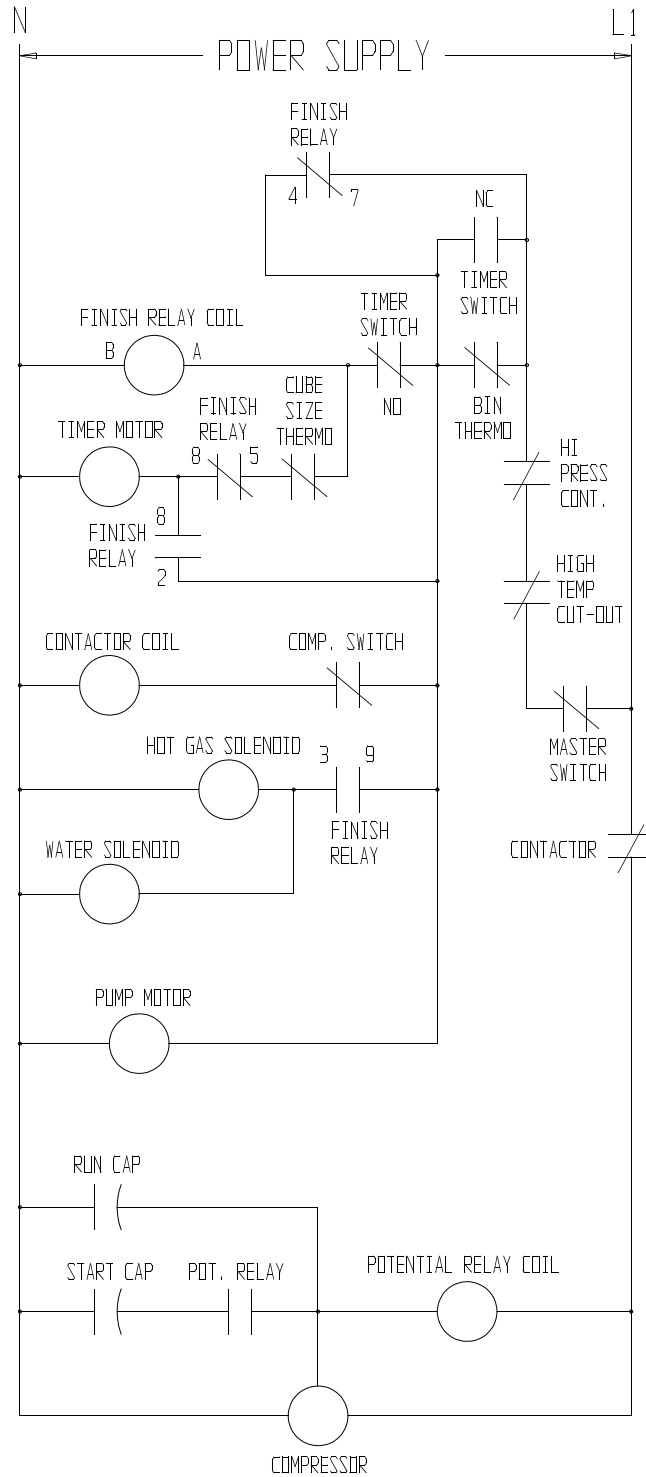 N
L1
POWER SUPPLY
FINISH
RELAY
4
7
NC
TIMER
SWITCH
TIMER
SWITCH
NO
FINISH RELAY COIL
B
A
BIN
THERMO
CUBE
SIZE
THERMO
FINISH
RELAY
8
5
TIMER MOTOR
HI
PRESS
CONT.
8
FINISH
RELAY
2
HIGH
TEMP
CUT-OUT
CONTACTOR COIL
COMP. SWITCH
MASTER
SWITCH
HOT GAS SOLENOID
3
9
FINISH
RELAY
WATER SOLENOID
CONTACTOR
PUMP MOTOR
RUN CAP
START CAP
POT. RELAY
POTENTIAL RELAY COIL
COMPRESSOR